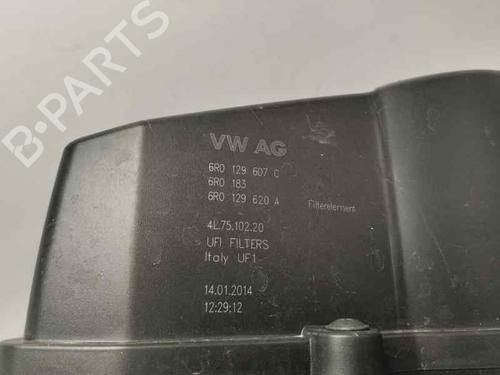 VW AG
6R0 129 607 C
6R0 183
6R0 129 620 A Filterelement
4L.75.102.20
UFI FILTERS
Italy UF1
14.01.2014
12:29:12
B-PARTS